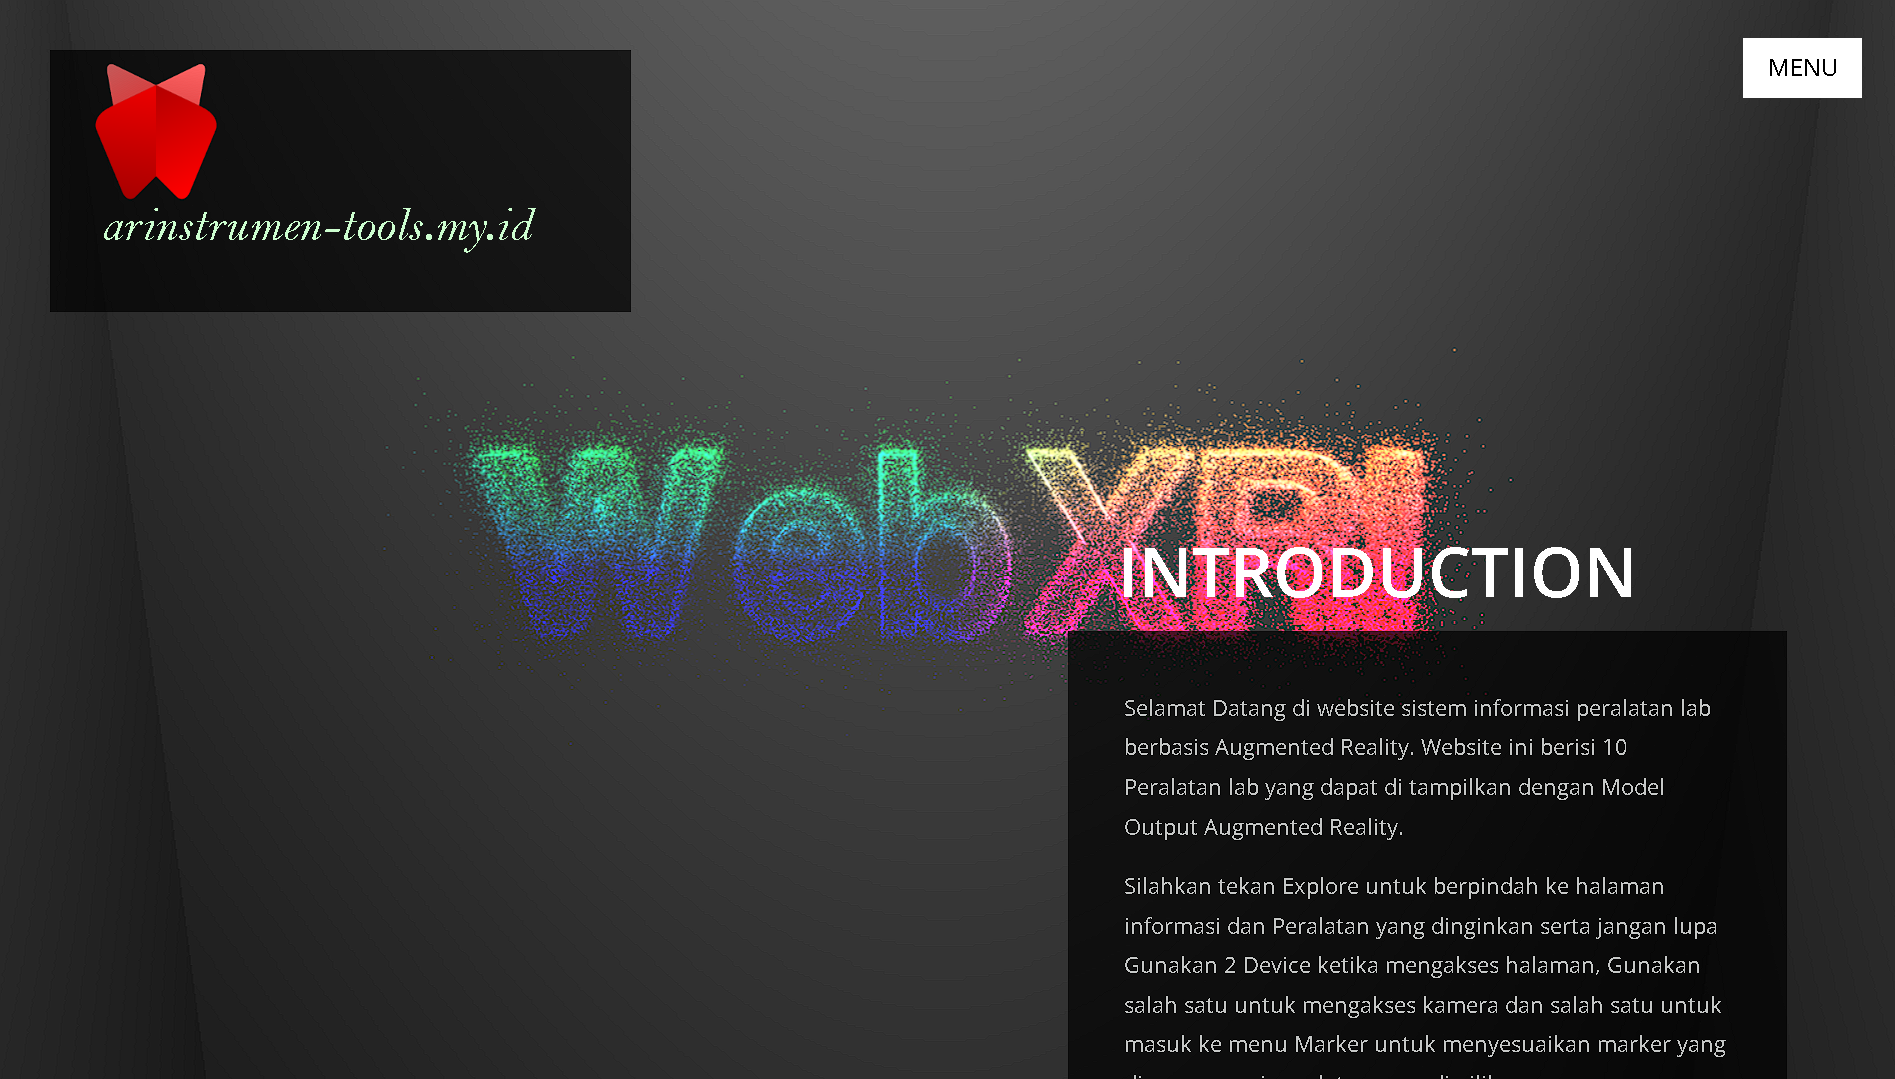 MENU
arinstrumen-tools.my.id
WebXR!
INTRODUCTION
Selamat Datang di website sistem informasi peralatan lab
berbasis Augmented Reality. Website ini berisi 10
Peralatan lab yang dapat di tampilkan dengan Model
Output Augmented Reality.
Silahkan tekan Explore untuk berpindah ke halaman
informasi dan Peralatan yang dinginkan serta jangan lupa
Gunakan 2 Device ketika mengakses halaman, Gunakan
salah satu untuk mengakses kamera dan salah satu untuk
masuk ke menu Marker untuk menyesuaikan marker yang